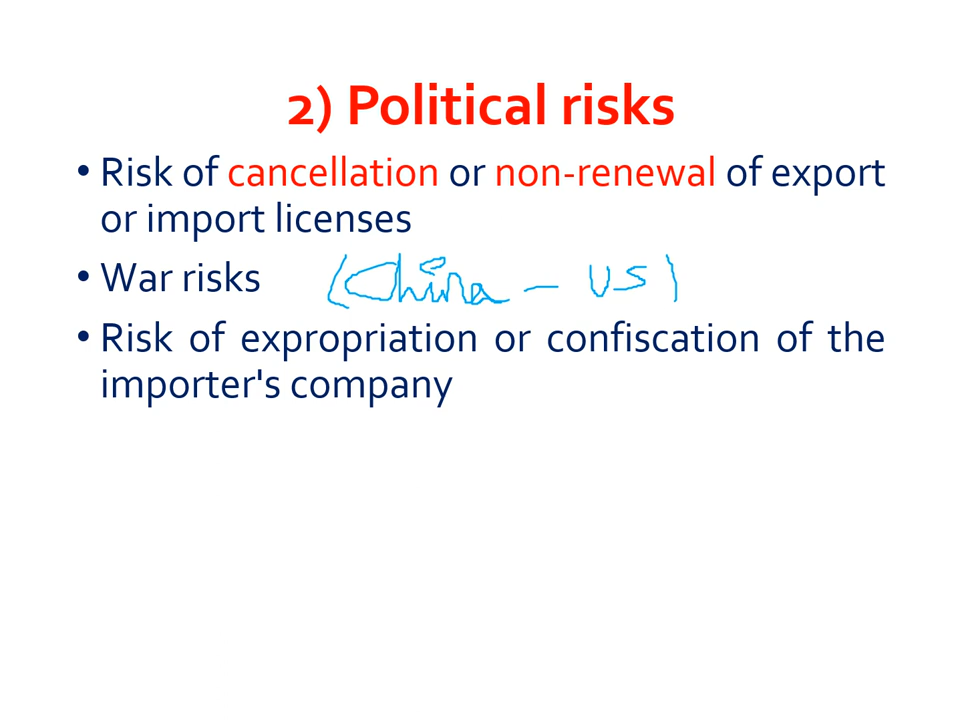 2) Political risks
• Risk of cancellation or non-renewal of export
or import licenses
• War risks (China - US)
• Risk of expropriation or confiscation of the
importer's company